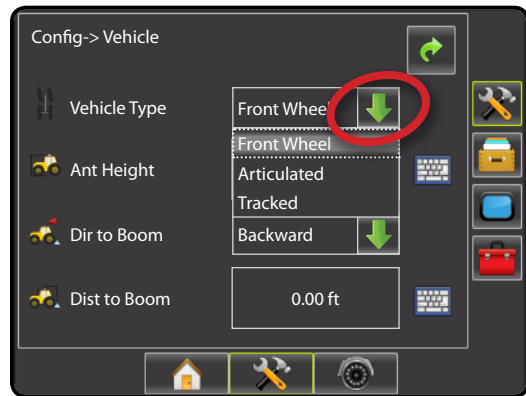 Config-> Vehicle
Vehicle Type
Front Wheel
Front Wheel
Articulated
Tracked
Ant Height
Dir to Boom
Backward
Dist to Boom
0.00 ft